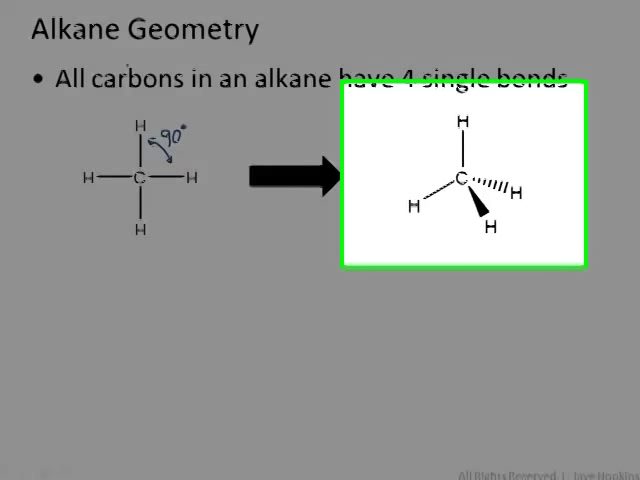 Alkane Geometry
• All carbons in an alkane have 4 single bonds
H
90°
H C H
H
H
C
H
H
H
All Rights Reserved J. Jaye Hopkins